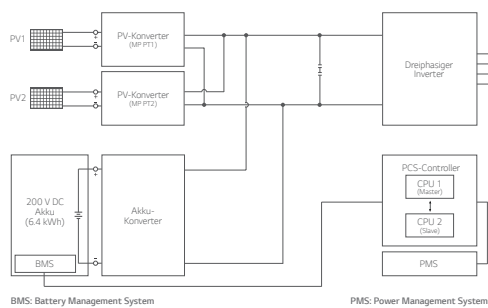 PV1
PV-Konverter
(MP PT1)
PV2
PV-Konverter
(MP PT2)
Dreiphasiger
Inverter
200 V DC
Akku
(6.4 kWh)
BMS
Akku-
Konverter
PCS-Controller
CPU 1
(Master)
CPU 2
(Slave)
PMS
BMS: Battery Management System
PMS: Power Management System